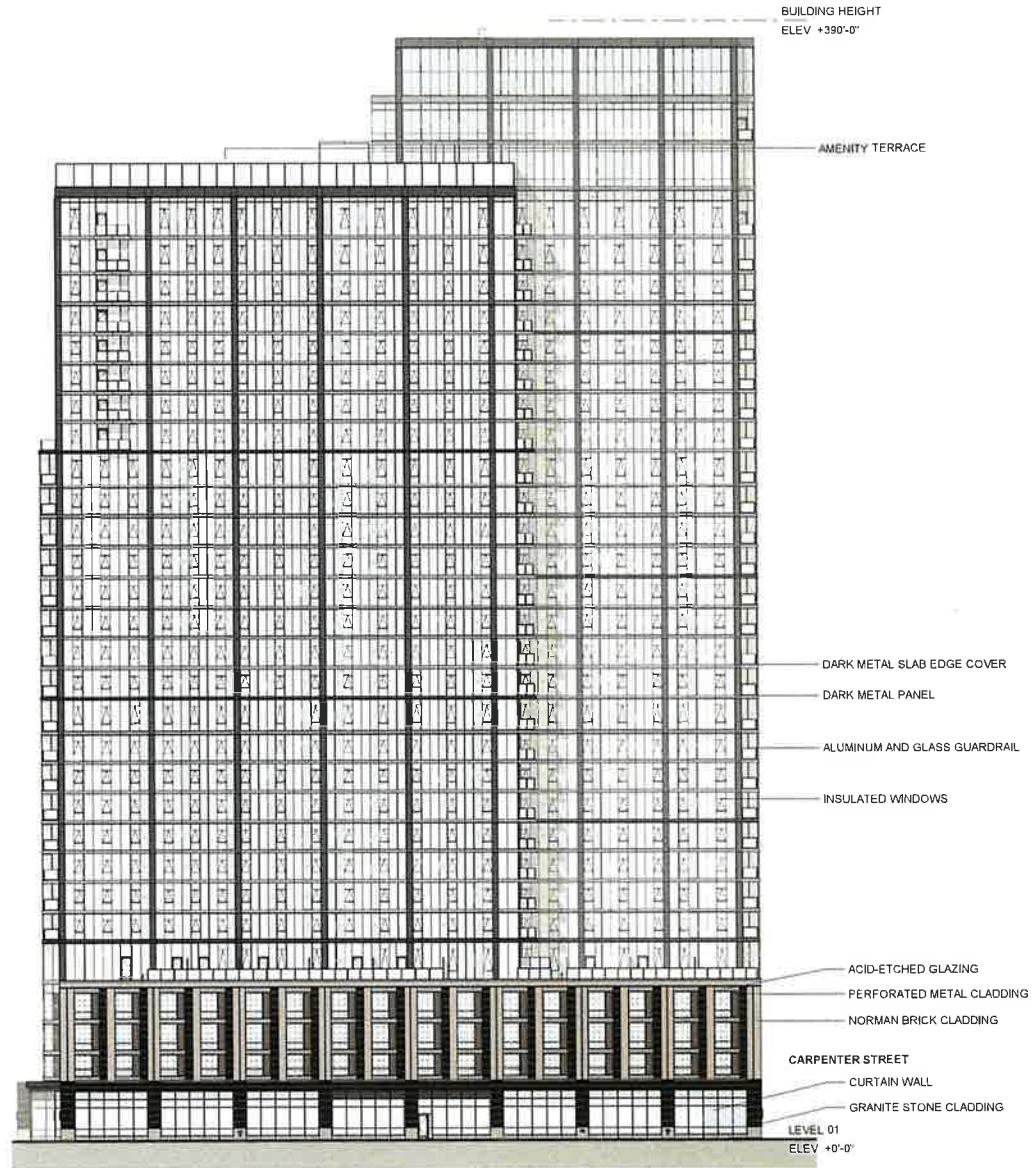 BUILDING HEIGHT
ELEV +390'-0"
AMENITY TERRACE
DARK METAL SLAB EDGE COVER
DARK METAL PANEL
ALUMINUM AND GLASS GUARDRAIL
INSULATED WINDOWS
ACID-ETCHED GLAZING
PERFORATED METAL CLADDING
NORMAN BRICK CLADDING
CARPENTER STREET
CURTAIN WALL
GRANITE STONE CLADDING
LEVEL 01
ELEV +0'-0"